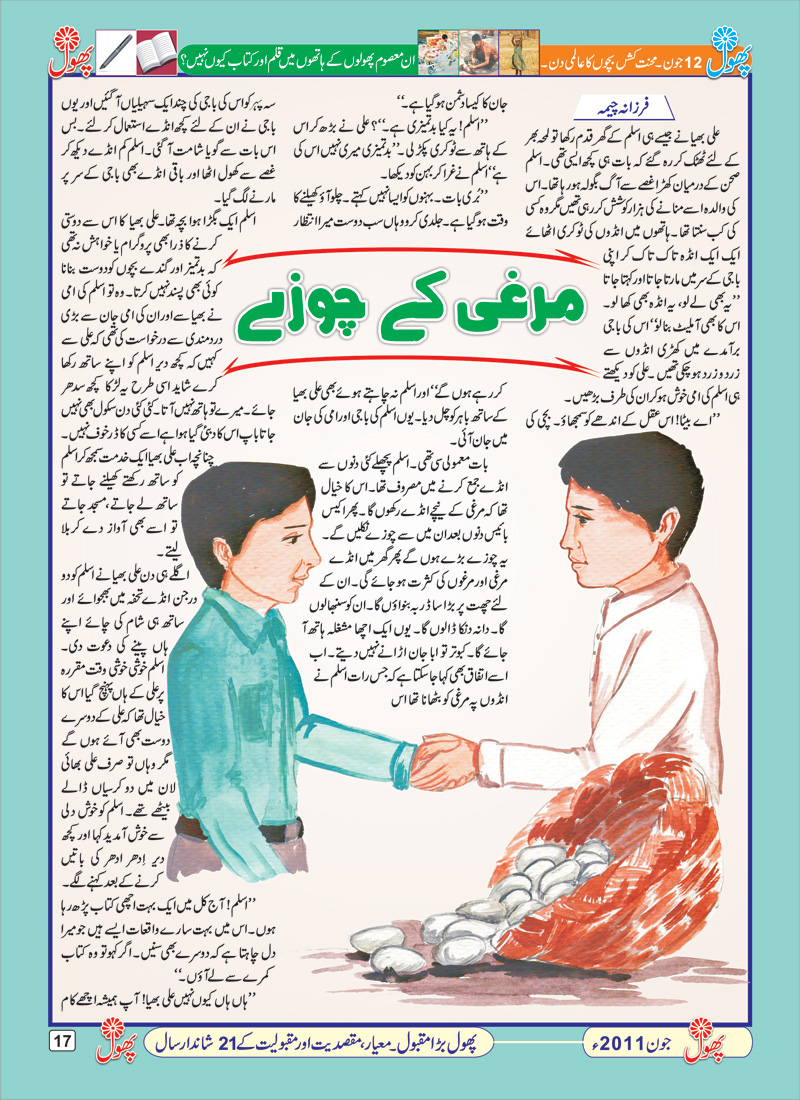 پھول
12 جون۔ محنت کش بچوں کا عالمی دن۔
ان معصوم پھولوں کے ہاتھوں میں قلم اور کتاب کیوں نہیں؟
پھول
فرزانہ چیمہ
علی بھیا نے جیسے ہی اسلم کے گھر قدم رکھا تو لمحہ بھر
کے لئے ٹھٹک کر رہ گئے کہ بات ہی کچھ ایسی تھی۔ اسلم
صحن کے درمیان کھڑا غصے سے آگ بگولہ ہو رہا تھا۔ اس
کی والدہ اسے منانے کی ہزار کوشش کر رہی تھیں مگر وہ کسی
کی کب سنتا تھا۔ ہاتھوں میں انڈوں کی ٹوکری اٹھائے
ایک ایک انڈہ تاک تاک کر اپنی
باجی کے سر میں مارتا جاتا اور کہتا جاتا
”یہ بھی لے لو، یہ انڈہ بھی کھا لو۔
اس کا بھی آملیٹ بنا لو‘‘ اس کی باجی
برآمدے میں کھڑی انڈوں سے
زرد و زرد ہو چکی تھیں۔ علی کو دیکھتے
ہی اسلم کی امی خوش ہو کر ان کی طرف بڑھیں۔
”اے بیٹا! اس عقل کے اندھے کو سمجھاؤ۔ بچی کی
جان کا کیسا دشمن ہو گیا ہے۔‘‘
”اسلم! یہ کیا بدتمیزی ہے۔‘‘؟ علی نے بڑھ کر اس
کے ہاتھ سے ٹوکری پکڑ لی۔ ”بدتمیزی میری نہیں اس کی
ہے‘‘ اسلم نے غرا کر بہن کو دیکھا۔
”بُری بات۔ بہنوں کو ایسا نہیں کہتے۔ چلو آؤ کھیلنے کا
وقت ہو گیا ہے۔ جلدی کرو وہاں سب دوست میرا انتظار
مرغی کے چوزے
کر رہے ہوں گے‘‘ اور اسلم نہ چاہتے ہوئے بھی علی بھیا
کے ساتھ باہر کو چل دیا۔ یوں اسلم کی باجی اور امی کی جان
میں جان آئی۔
بات معمولی سی تھی۔ اسلم پچھلے کئی دنوں سے
انڈے جمع کرنے میں مصروف تھا۔ اس کا خیال
تھا کہ مرغی کے نیچے انڈے رکھوں گا۔ پھر اکیس
بائیس دنوں بعد ان میں سے چوزے نکلیں گے۔
یہ چوزے بڑے ہوں گے پھر گھر میں انڈے
مرغی اور مرغوں کی کثرت ہو جائے گی۔ ان کے
لئے چھت پر بڑا سا ڈربہ بنواؤں گا۔ ان کو سنبھالوں
گا۔ دانہ دنکا ڈالوں گا۔ یوں ایک اچھا مشغلہ ہاتھ آ
جائے گا۔ کبوتر تو ابا جان اڑانے نہیں دیتے۔ اب
اسے اتفاق بھی کہا جا سکتا ہے کہ جس رات اسلم نے
انڈوں پہ مرغی کو بٹھانا تھا اس
سہ پہر کو اس کی باجی کی چند ایک سہیلیاں آ گئیں اور یوں
باجی نے ان کے لئے کچھ انڈے استعمال کر لئے۔ بس
اس بات سے گویا شامت آ گئی۔ اسلم کم انڈے دیکھ کر
غصے سے کھول اٹھا اور باقی انڈے بھی باجی کے سر پر
مارنے لگ گیا۔
اسلم ایک بگڑا ہوا بچہ تھا۔ علی بھیا کا اس سے دوستی
کرنے کا ذرا بھی پروگرام یا خواہش نہ تھی
کہ بدتمیز اور گندے بچوں کو دوست بنانا
کوئی بھی پسند نہیں کرتا۔ وہ تو اسلم کی امی
نے بھیا سے اور ان کی امی جان سے بڑی
دردمندی سے درخواست کی تھی کہ علی سے
کہیں کہ کچھ دیر اسلم کو اپنے ساتھ رکھا
کرے شاید اسی طرح یہ لڑکا کچھ سدھر
جائے۔ میرے تو ہاتھ نہیں آتا۔ کئی کئی دن سکول بھی نہیں
جاتا باپ اس کا دبئی گیا ہوا ہے اسے کسی کا ڈر خوف نہیں۔
چنانچہ اب علی بھیا ایک خدمت سمجھ کر اسلم
کو ساتھ رکھتے کھیلنے جاتے تو
ساتھ لے جاتے، مسجد جاتے
تو اسے بھی آواز دے کر بلا
لیتے۔
اگلے ہی دن علی بھیا نے اسلم کو دو
درجن انڈے تحفہ میں بھجوائے اور
ساتھ ہی شام کی چائے اپنے
ہاں پینے کی دعوت دی۔
اسلم خوشی خوشی وقت مقررہ
پر علی کے ہاں پہنچ گیا اس کا
خیال تھا کہ علی کے دوسرے
دوست بھی آئے ہوں گے
مگر وہاں تو صرف علی بھائی
لان میں دو کرسیاں ڈالے
بیٹھے تھے۔ اسلم کو خوش دلی
سے خوش آمدید کہا اور کچھ
دیر اِدھر ادھر کی باتیں
کرنے کے بعد کہنے لگے۔
”اسلم! آج کل میں ایک بہت اچھی کتاب پڑھ رہا
ہوں۔ اس میں بہت سارے واقعات ایسے ہیں جو میرا
دل چاہتا ہے کہ دوسرے بھی سنیں۔ اگر کہو تو وہ کتاب
کمرے سے لے آؤں۔‘‘
”ہاں ہاں کیوں نہیں علی بھیا! آپ ہمیشہ اچھے کام
پھول
جون 2011ء
پھول بڑا مقبول۔ معیار، مقصدیت اور مقبولیت کے 21 شاندار سال
پھول
17